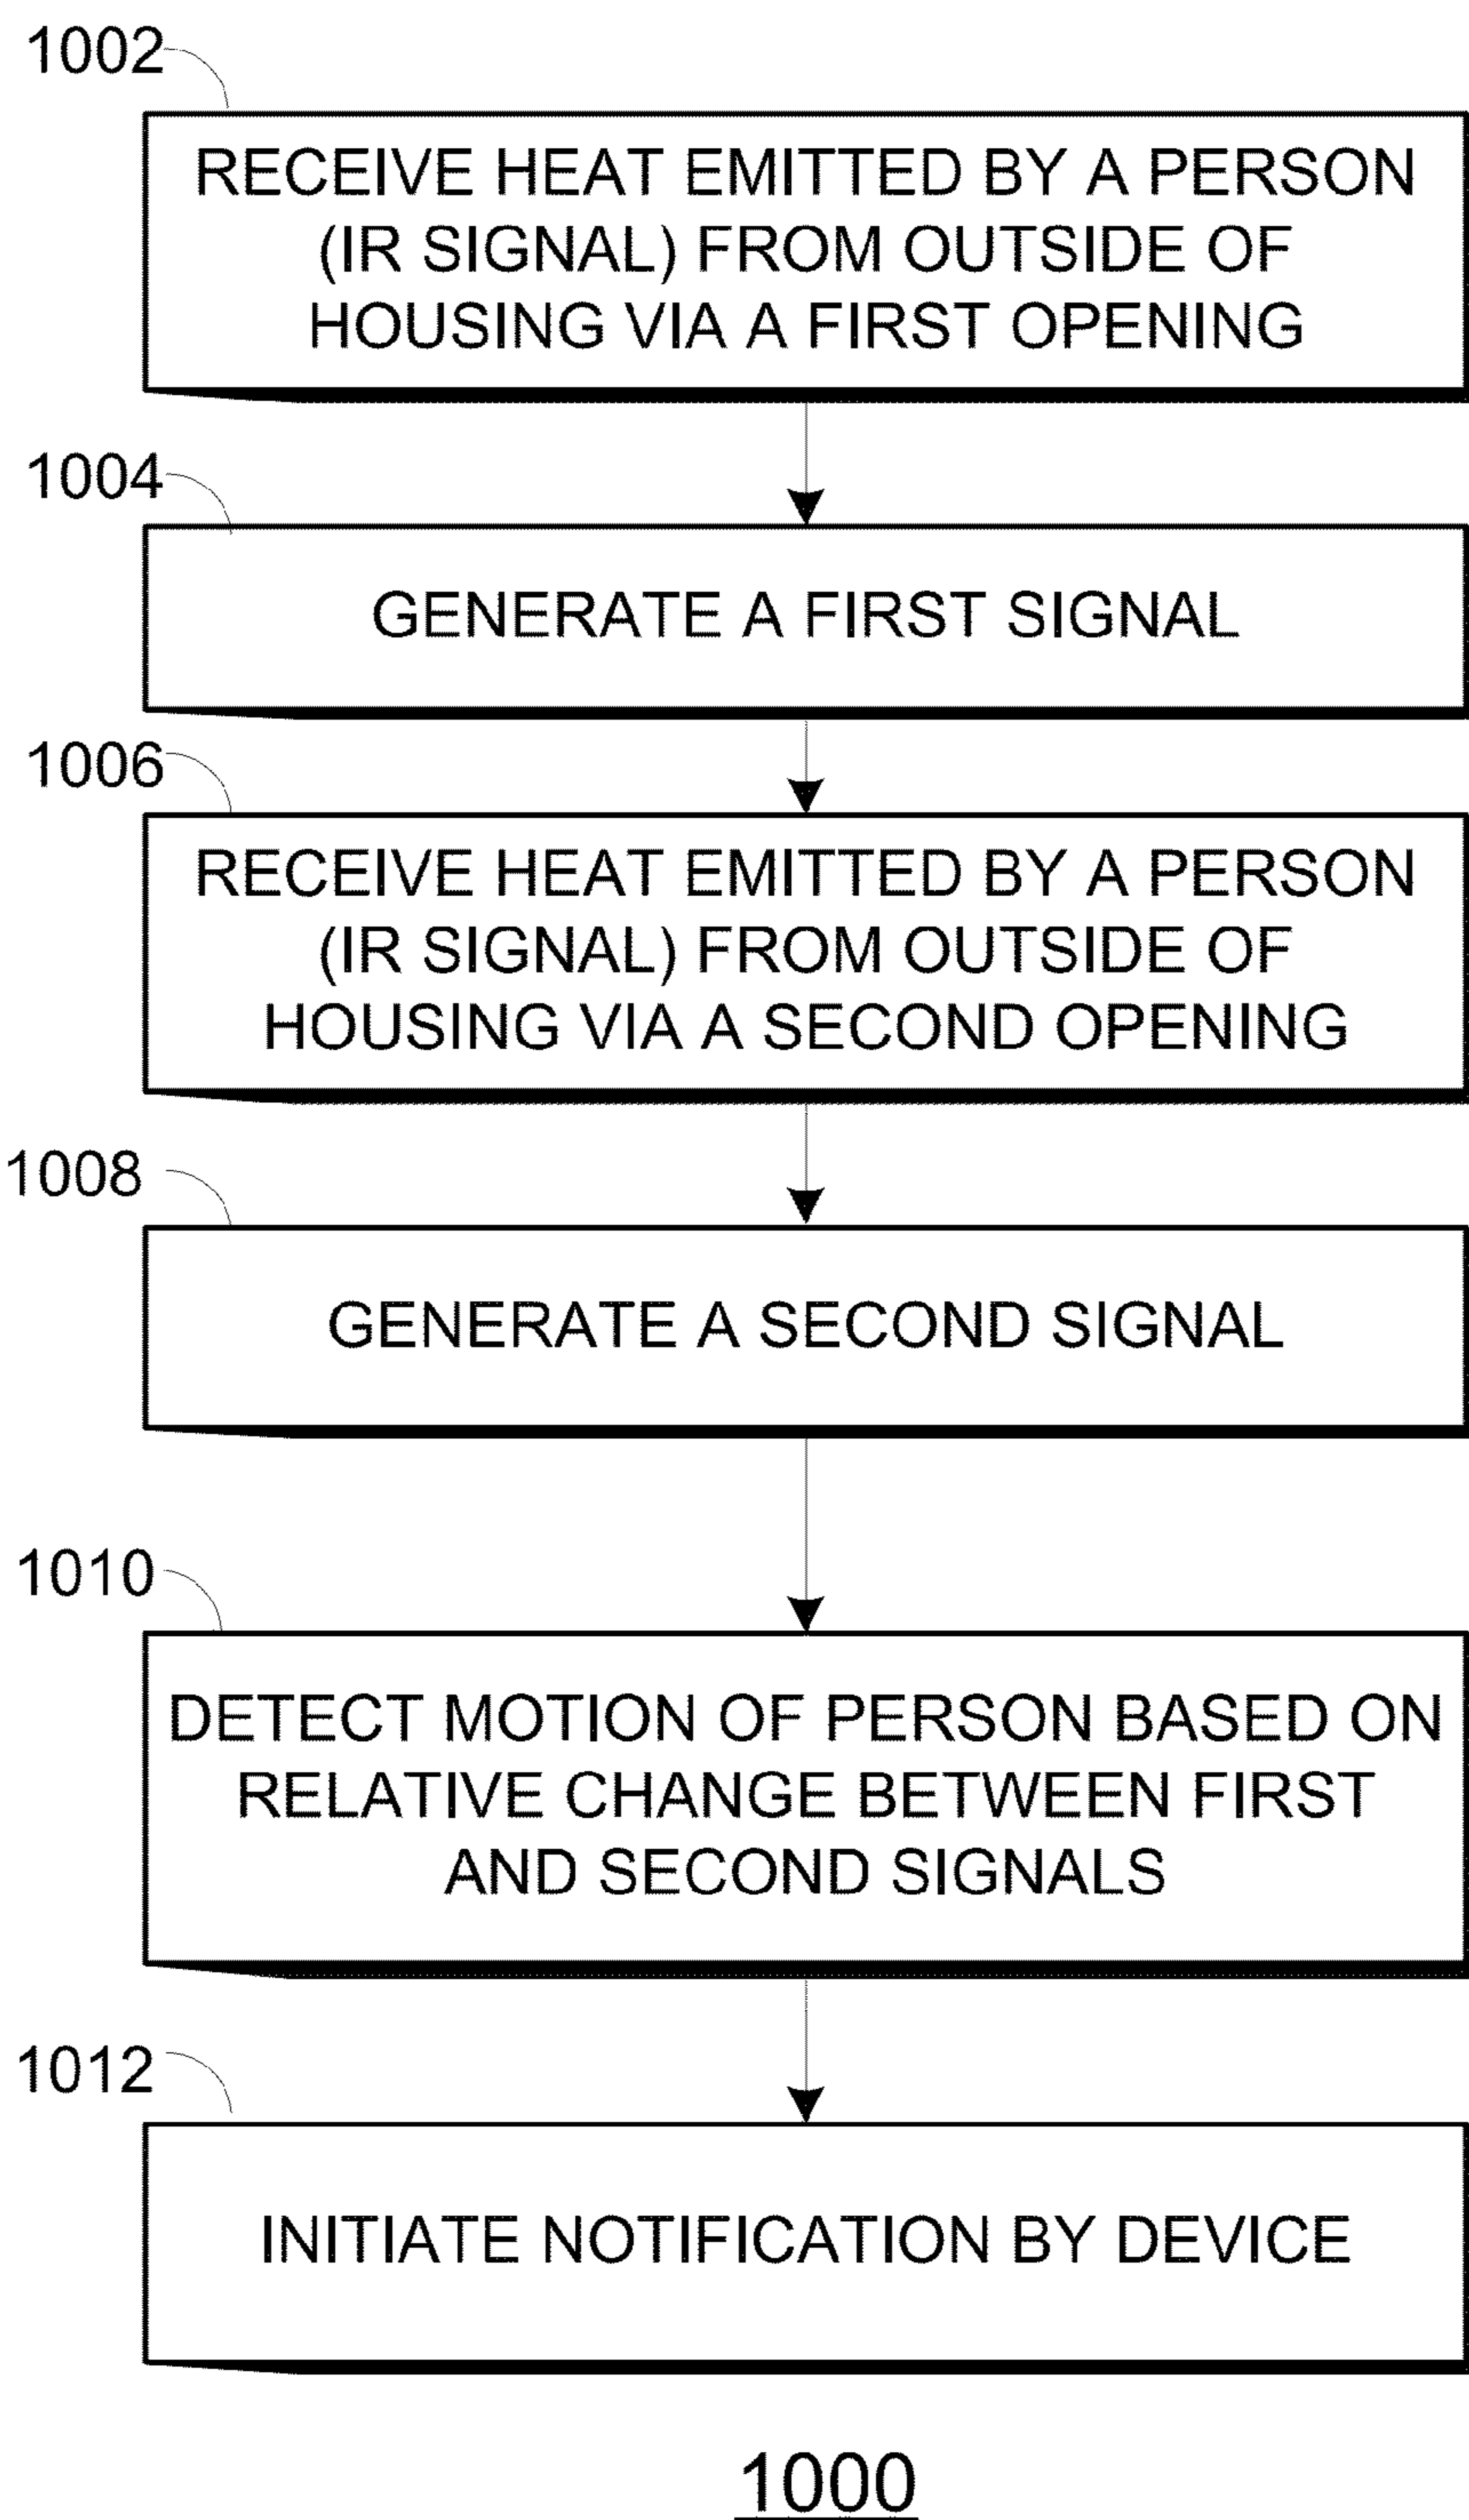 1002
RECEIVE HEAT EMITTED BY A PERSON
(IR SIGNAL) FROM OUTSIDE OF
HOUSING VIA A FIRST OPENING
1004
GENERATE A FIRST SIGNAL
1006
RECEIVE HEAT EMITTED BY A PERSON
(IR SIGNAL) FROM OUTSIDE OF
HOUSING VIA A SECOND OPENING
1008
GENERATE A SECOND SIGNAL
1010
DETECT MOTION OF PERSON BASED ON
RELATIVE CHANGE BETWEEN FIRST
AND SECOND SIGNALS
1012
INITIATE NOTIFICATION BY DEVICE
1000